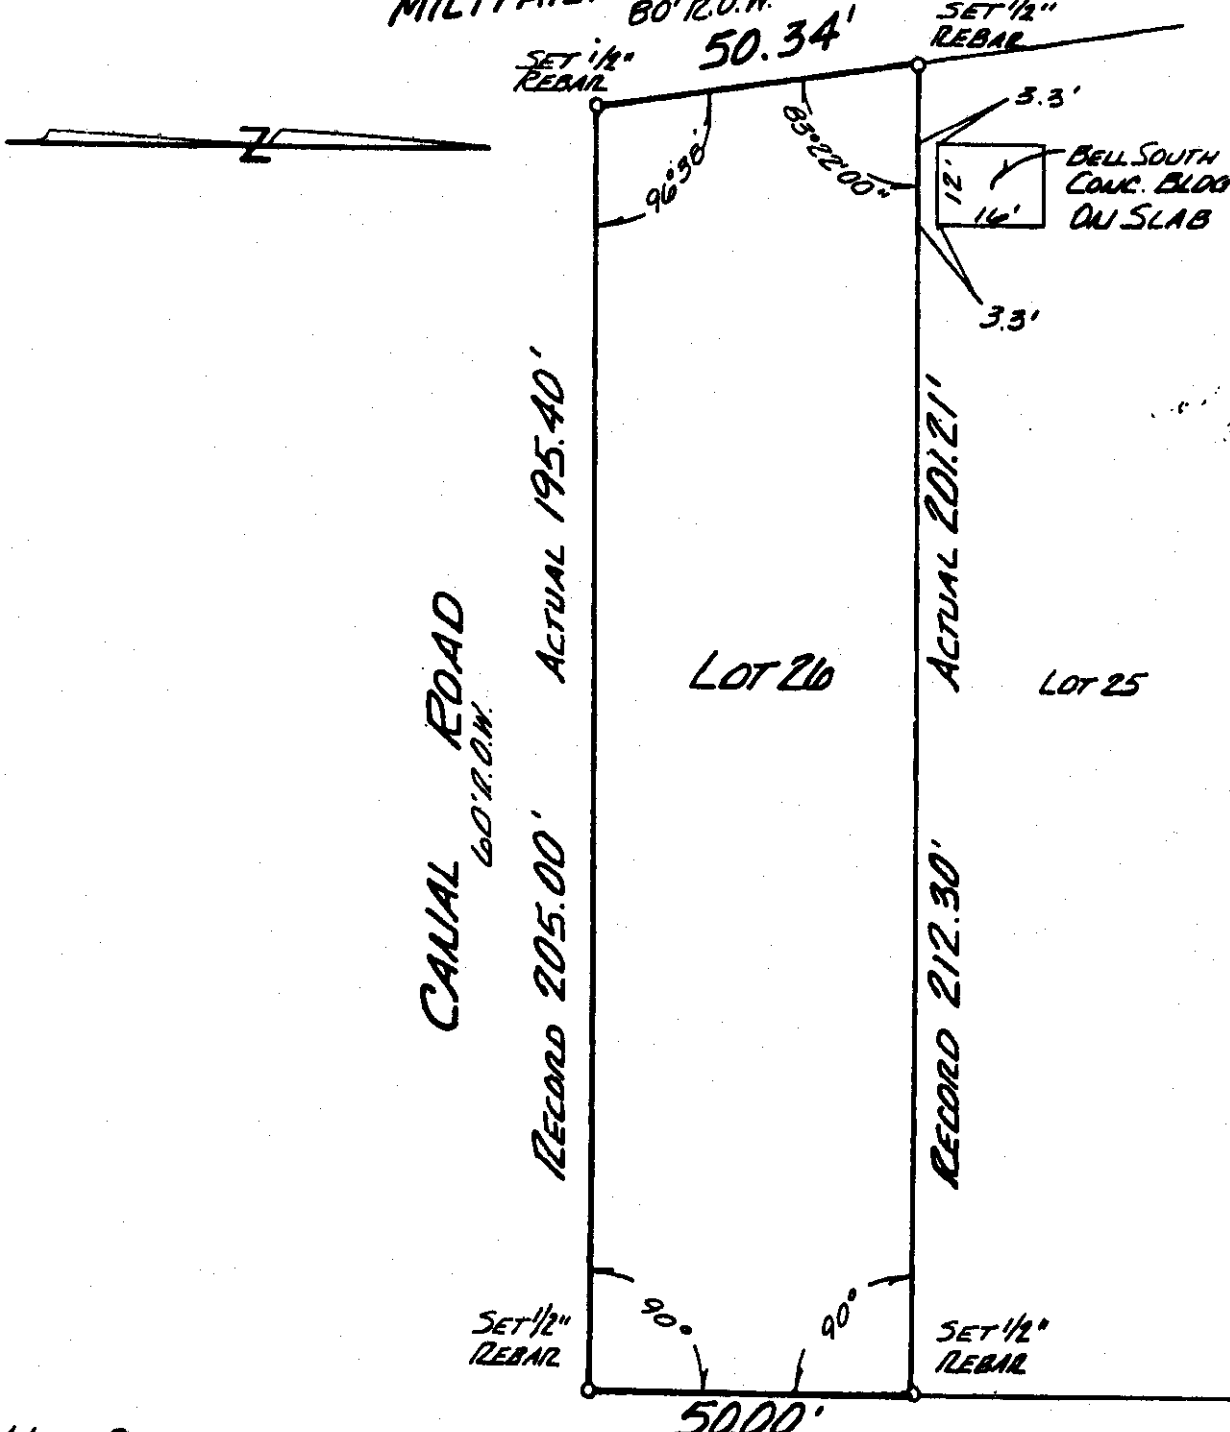 80' R.O.W.
50.34'
SET 1/2"
REBAR
SET 1/2"
REBAR
Z
96°38'
83°22'00"
3.3'
12'
16'
BELL SOUTH
CONC. BLDG
ON SLAB
3.3'
CANAL ROAD
60' R.O.W.
RECORD 205.00' ACTUAL 195.40'
LOT 26
RECORD 212.30' ACTUAL 201.21'
LOT 25
SET 1/2"
REBAR
90°
90°
SET 1/2"
REBAR
50.00'